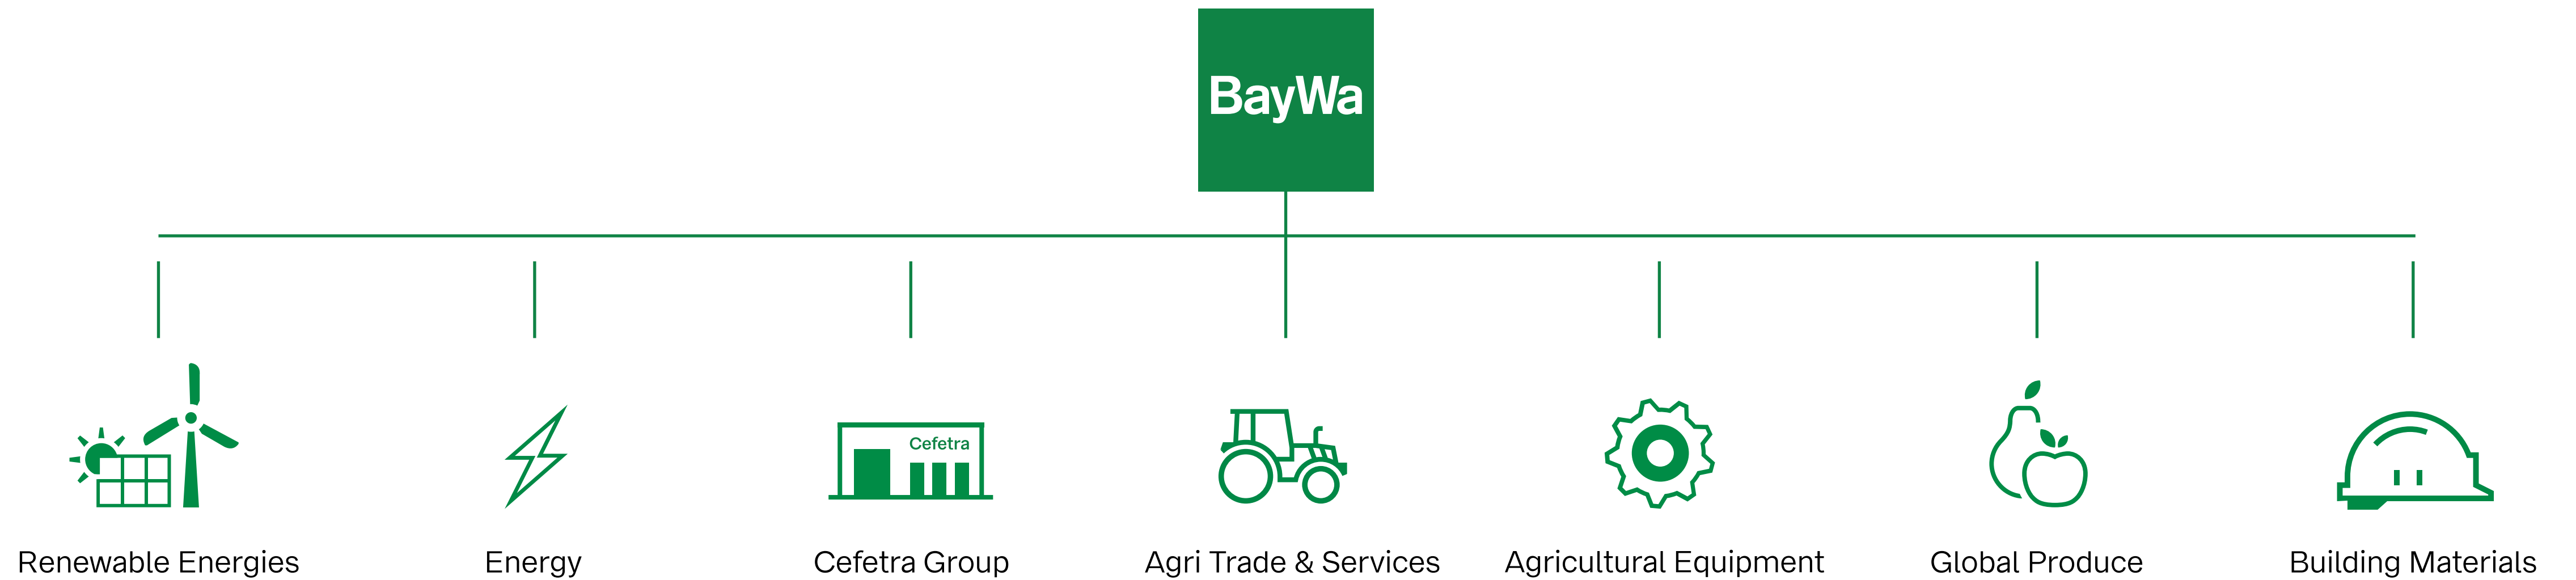 BayWa
Cefetra
Renewable Energies
Energy
Cefetra Group
Agri Trade & Services
Agricultural Equipment
Global Produce
Building Materials